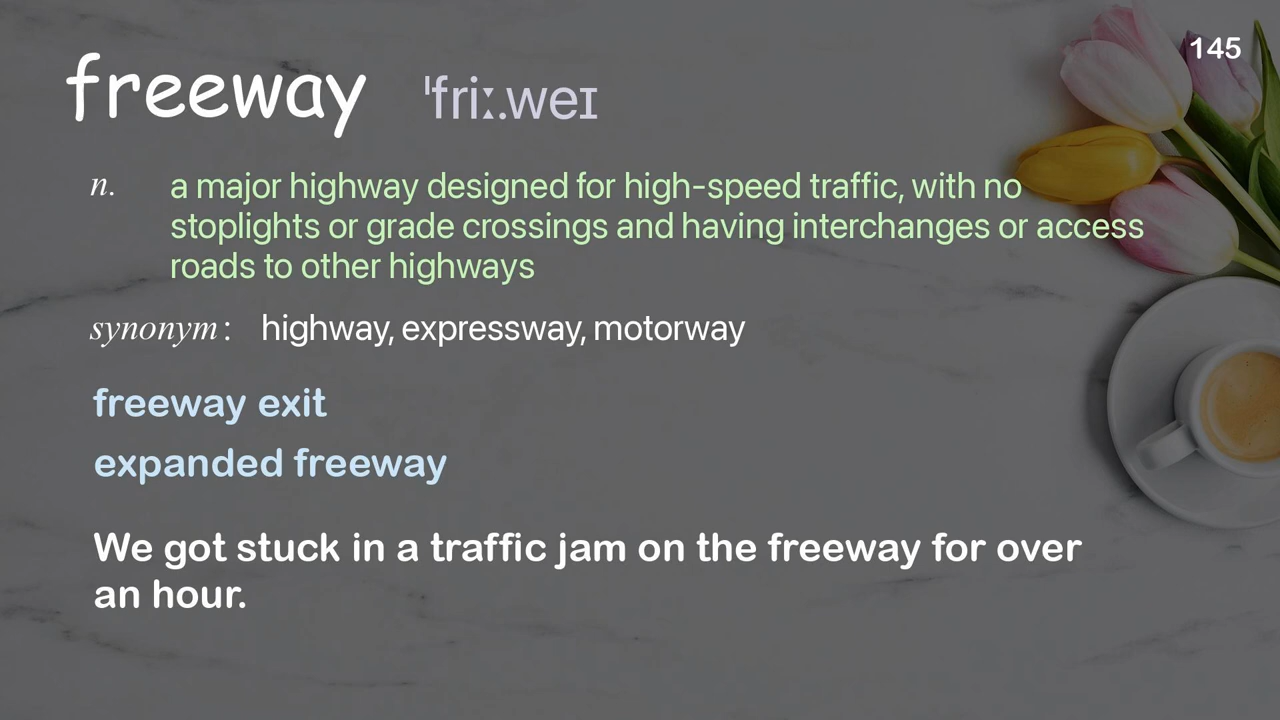 145
freeway ˈfriː.weɪ
n. a major highway designed for high-speed traffic, with no
stoplights or grade crossings and having interchanges or access
roads to other highways
synonym: highway, expressway, motorway
freeway exit
expanded freeway
We got stuck in a traffic jam on the freeway for over
an hour.